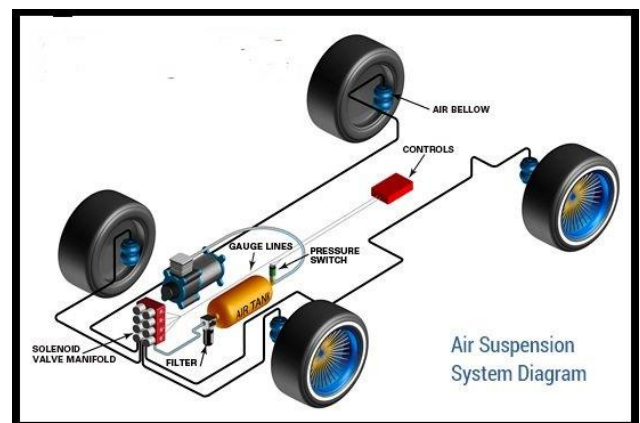 AIR BELLOW
CONTROLS
GAUGE LINES
PRESSURE
SWITCH
AIR TANK
SOLENOID
VALVE MANIFOLD
FILTER
Air Suspension
System Diagram